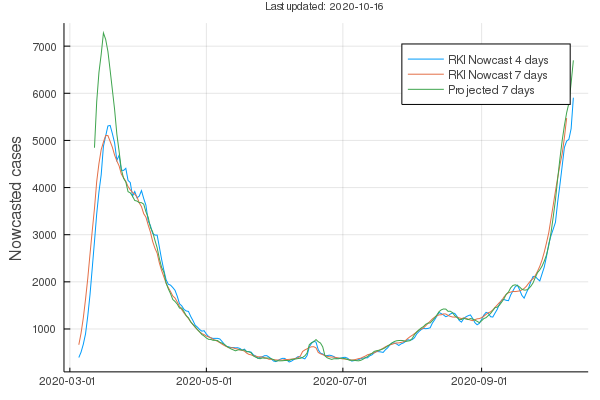 Last updated: 2020-10-16
RKI Nowcast 4 days
RKI Nowcast 7 days
Projected 7 days
Nowcasted cases
7000
6000
5000
4000
3000
2000
1000
2020-03-01
2020-05-01
2020-07-01
2020-09-01